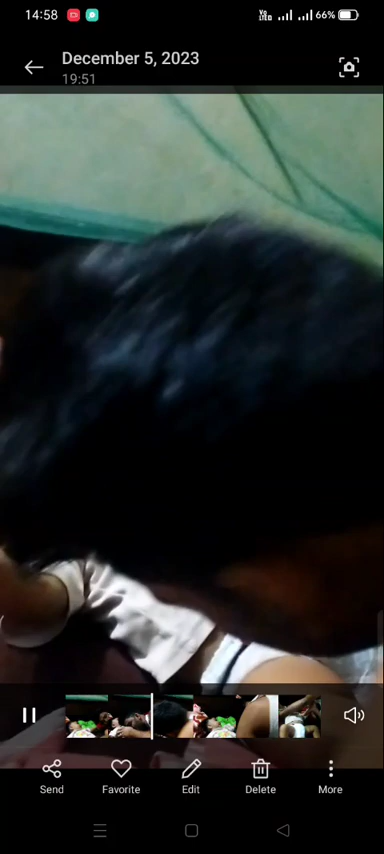 14:58
66%
December 5, 2023
19:51
Send
Favorite
Edit
Delete
More